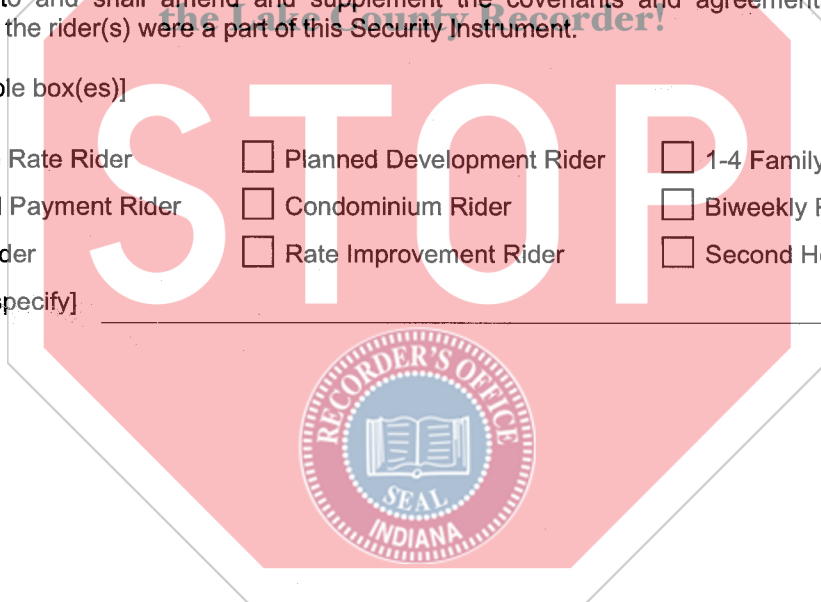 to and shall amend and supplement the covenants and agreement
the Lake County Recorder!
the rider(s) were a part of this Security Instrument.
ble box(es)]
Rate Rider
Planned Development Rider
1-4 Family
Payment Rider
Condominium Rider
Biweekly
der
Rate Improvement Rider
Second H
specify]
STOP
RECORDER'S OFFICE
SEAL
INDIANA